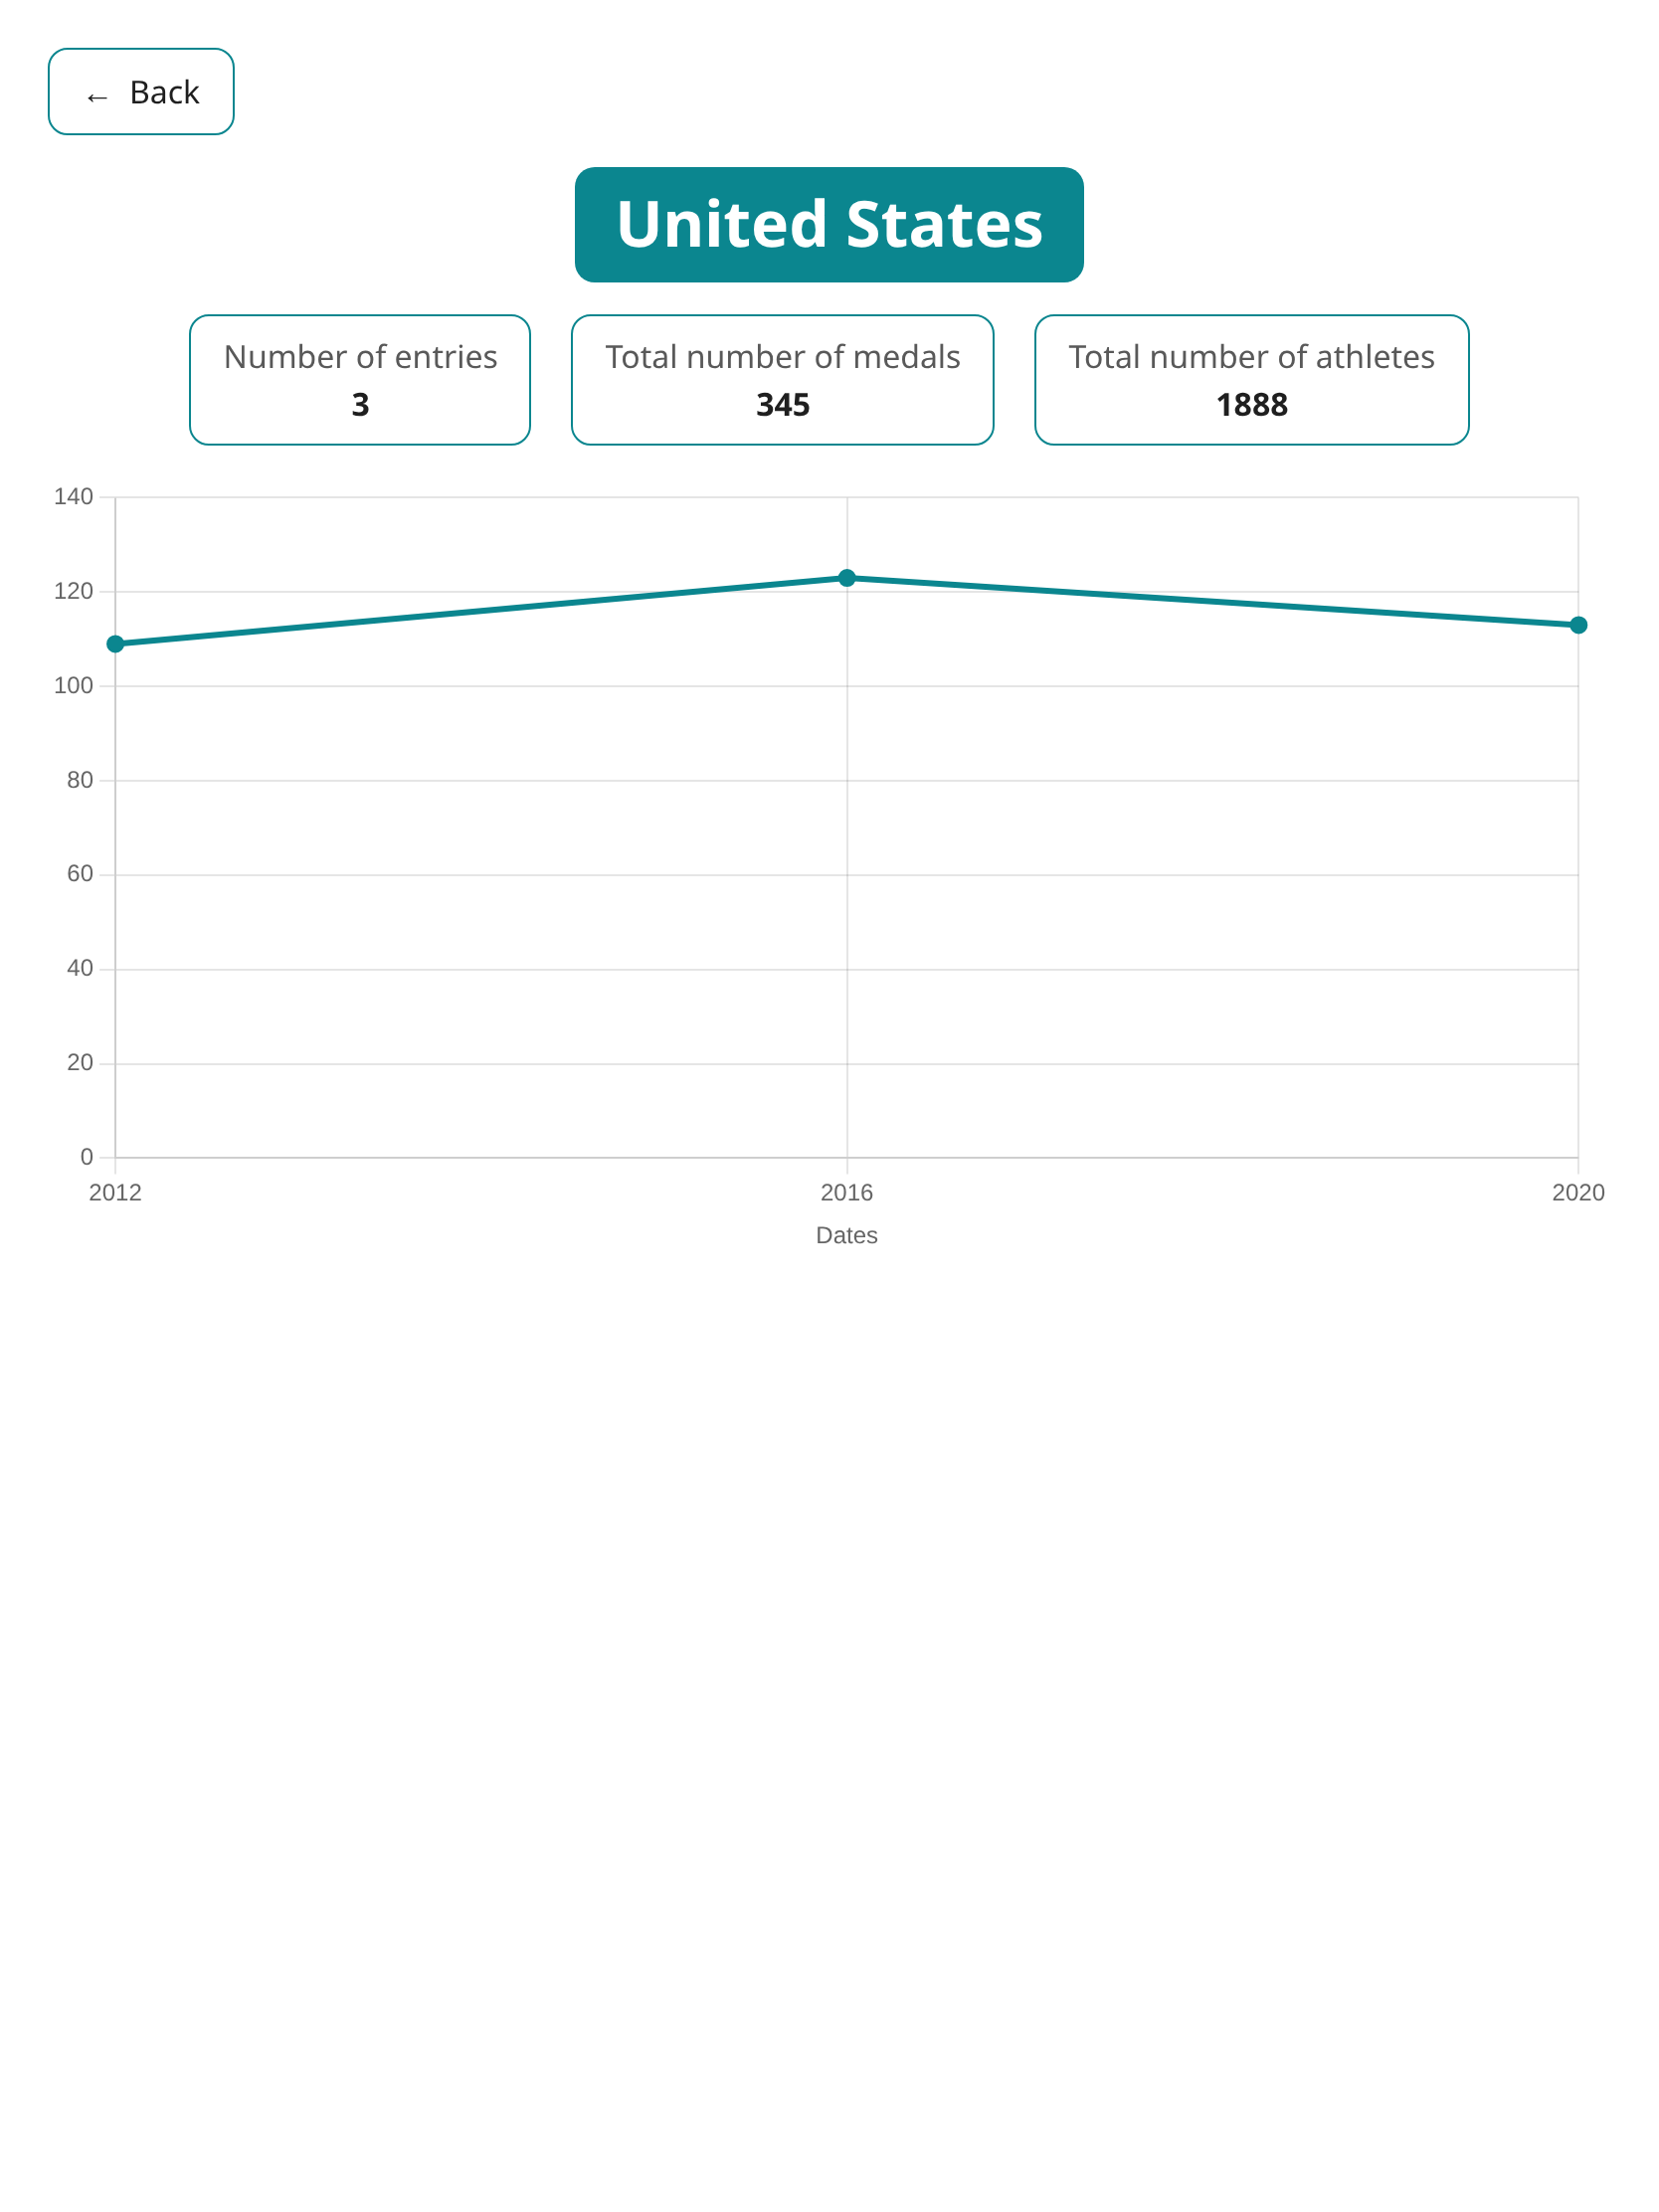 ← Back
United States
Number of entries
3
Total number of medals
345
Total number of athletes
1888
140
120
100
80
60
40
20
0
2012
2016
2020
Dates